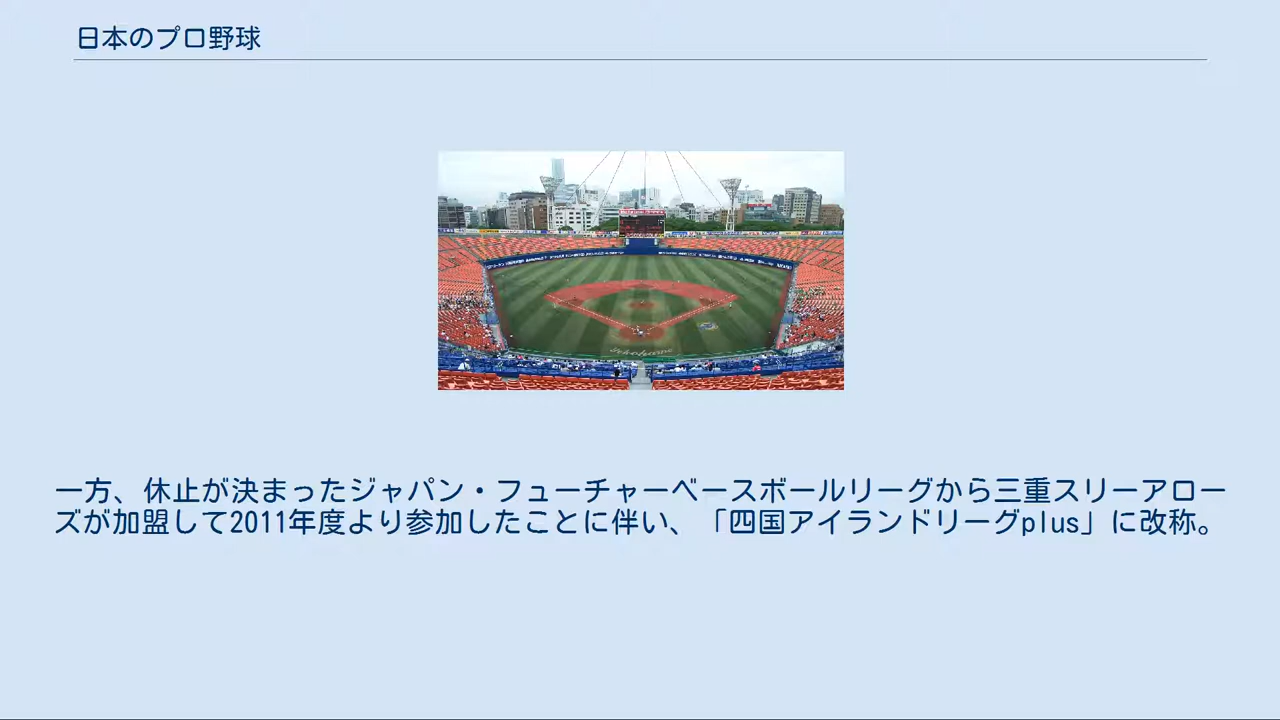 日本のプロ野球
一方、休止が決まったジャパン・フューチャーベースボールリーグから三重スリーアロー
ズが加盟して2011年度より参加したことに伴い、「四国アイランドリーグplus」に改称。